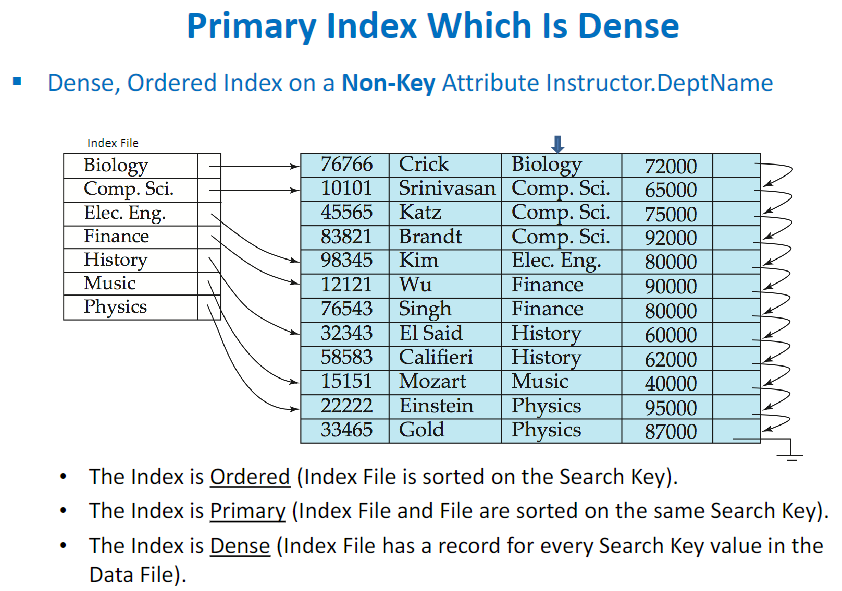 Primary Index Which Is Dense
▪ Dense, Ordered Index on a Non-Key Attribute Instructor.DeptName
Index File
Biology
Comp. Sci.
Elec. Eng.
Finance
History
Music
Physics
76766 Crick Biology 72000
10101 Srinivasan Comp. Sci. 65000
45565 Katz Comp. Sci. 75000
83821 Brandt Comp. Sci. 92000
98345 Kim Elec. Eng. 80000
12121 Wu Finance 90000
76543 Singh Finance 80000
32343 El Said History 60000
58583 Califieri History 62000
15151 Mozart Music 40000
22222 Einstein Physics 95000
33465 Gold Physics 87000
• The Index is Ordered (Index File is sorted on the Search Key).
• The Index is Primary (Index File and File are sorted on the same Search Key).
• The Index is Dense (Index File has a record for every Search Key value in the
Data File).